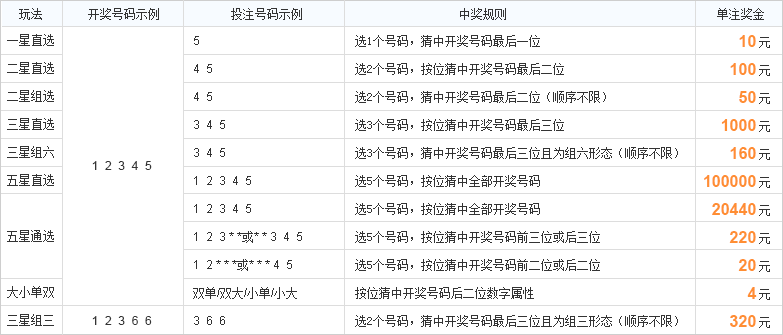 玩法 开奖号码示例 投注号码示例 中奖规则 单注奖金
一星直选 5 选1个号码，猜中开奖号码最后一位 10元
二星直选 4 5 选2个号码，按位猜中开奖号码最后二位 100元
二星组选 4 5 选2个号码，猜中开奖号码最后二位（顺序不限） 50元
三星直选 3 4 5 选3个号码，按位猜中开奖号码最后三位 1000元
三星组六 1 2 3 4 5 3 4 5 选3个号码，猜中开奖号码最后三位且为组六形态（顺序不限） 160元
五星直选 1 2 3 4 5 选5个号码，按位猜中全部开奖号码 100000元
1 2 3 4 5 选5个号码，按位猜中全部开奖号码 20440元
五星通选 1 2 3**或**3 4 5 选5个号码，按位猜中开奖号码前三位或后三位 220元
1 2***或***4 5 选5个号码，按位猜中开奖号码前二位或后二位 20元
大小单双 双单/双大/小单/小大 按位猜中开奖号码后二位数字属性 4元
三星组三 1 2 3 6 6 3 6 6 选2个号码，猜中开奖号码最后三位且为组三形态（顺序不限） 320元